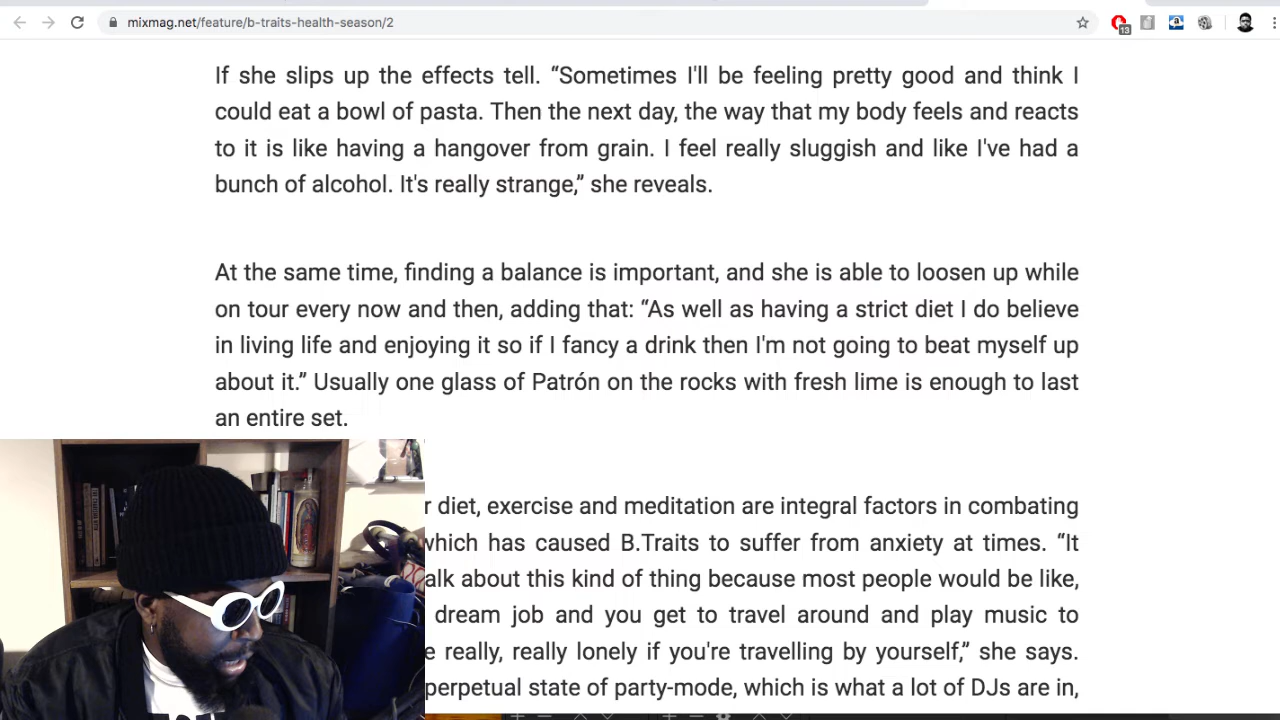 mixmag.net/feature/b-traits-health-season/2
13
If she slips up the effects tell. “Sometimes I'll be feeling pretty good and think I
could eat a bowl of pasta. Then the next day, the way that my body feels and reacts
to it is like having a hangover from grain. I feel really sluggish and like I've had a
bunch of alcohol. It's really strange,” she reveals.
At the same time, finding a balance is important, and she is able to loosen up while
on tour every now and then, adding that: “As well as having a strict diet I do believe
in living life and enjoying it so if I fancy a drink then I'm not going to beat myself up
about it.” Usually one glass of Patrón on the rocks with fresh lime is enough to last
an entire set.
diet, exercise and meditation are integral factors in combating
which has caused B.Traits to suffer from anxiety at times. “It
about this kind of thing because most people would be like,
dream job and you get to travel around and play music to
really, really lonely if you're travelling by yourself,” she says.
perpetual state of party-mode, which is what a lot of DJs are in,